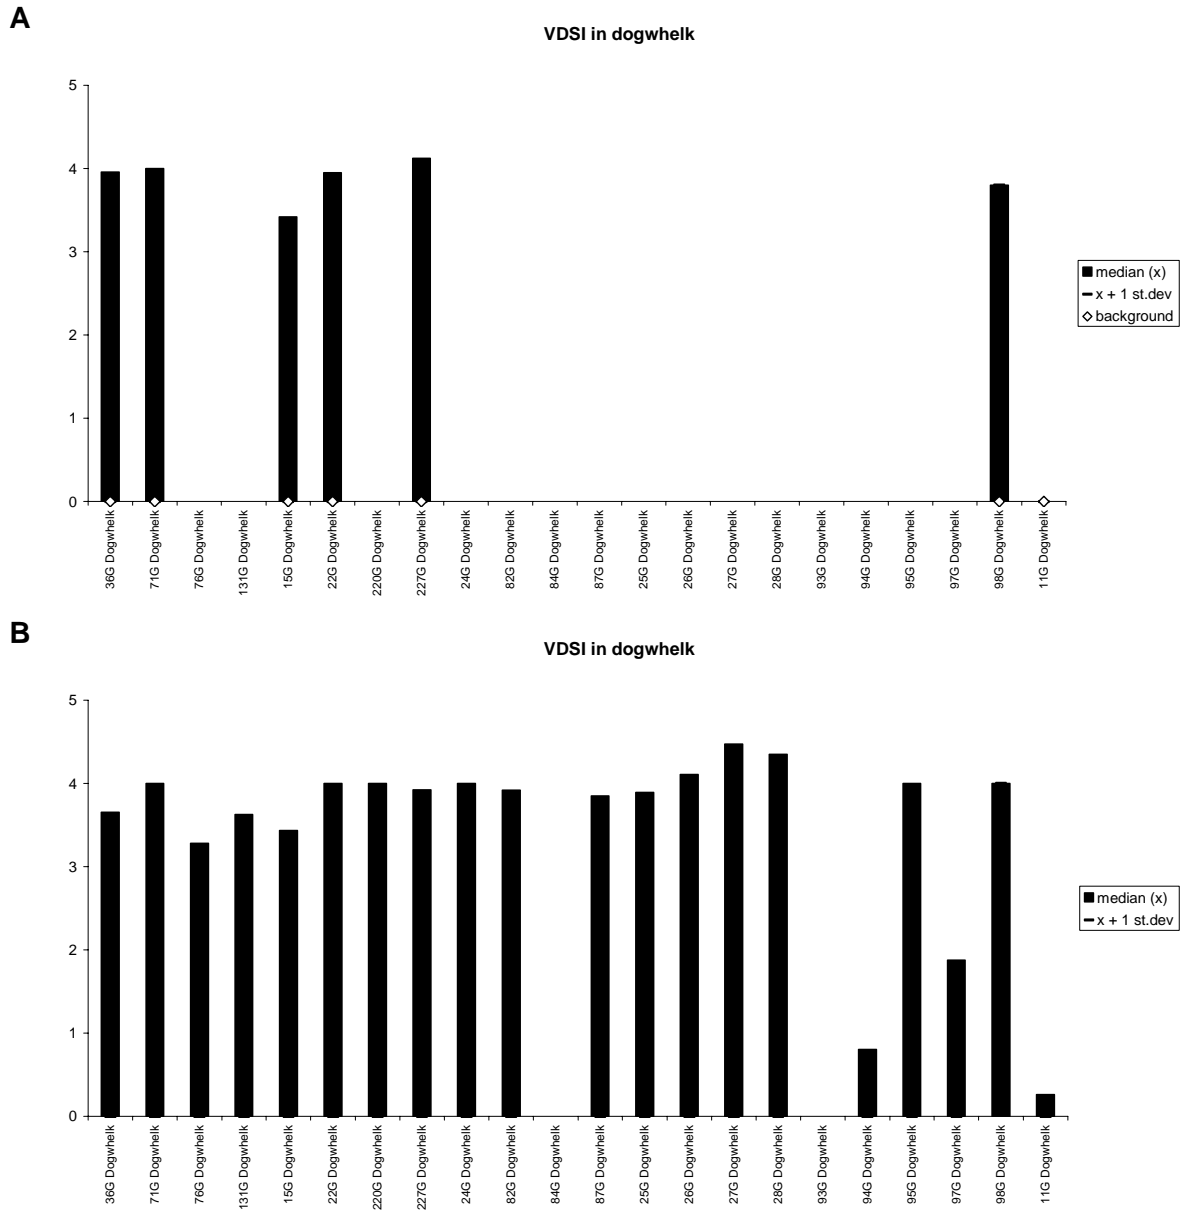 A
VDSI in dogwhelk
5
4
3
2
1
0
median (x)
x + 1 st.dev
background
36G Dogwhelk
71G Dogwhelk
76G Dogwhelk
131G Dogwhelk
15G Dogwhelk
22G Dogwhelk
220G Dogwhelk
227G Dogwhelk
24G Dogwhelk
82G Dogwhelk
84G Dogwhelk
87G Dogwhelk
25G Dogwhelk
26G Dogwhelk
27G Dogwhelk
28G Dogwhelk
93G Dogwhelk
94G Dogwhelk
95G Dogwhelk
97G Dogwhelk
98G Dogwhelk
11G Dogwhelk
B
VDSI in dogwhelk
5
4
3
2
1
0
median (x)
x + 1 st.dev
36G Dogwhelk
71G Dogwhelk
76G Dogwhelk
131G Dogwhelk
15G Dogwhelk
22G Dogwhelk
220G Dogwhelk
227G Dogwhelk
24G Dogwhelk
82G Dogwhelk
84G Dogwhelk
87G Dogwhelk
25G Dogwhelk
26G Dogwhelk
27G Dogwhelk
28G Dogwhelk
93G Dogwhelk
94G Dogwhelk
95G Dogwhelk
97G Dogwhelk
98G Dogwhelk
11G Dogwhelk